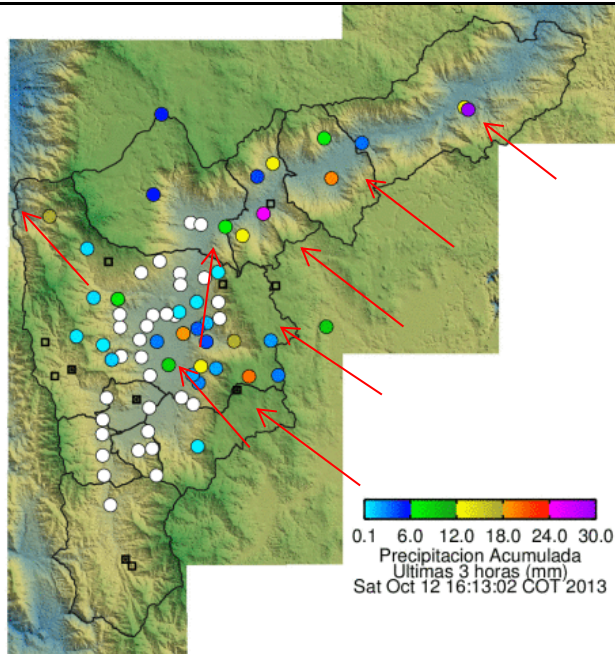 0.1 6.0 12.0 18.0 24.0 30.0
Precipitacion Acumulada
Ultimas 3 horas (mm)
Sat Oct 12 16:13:02 COT 2013